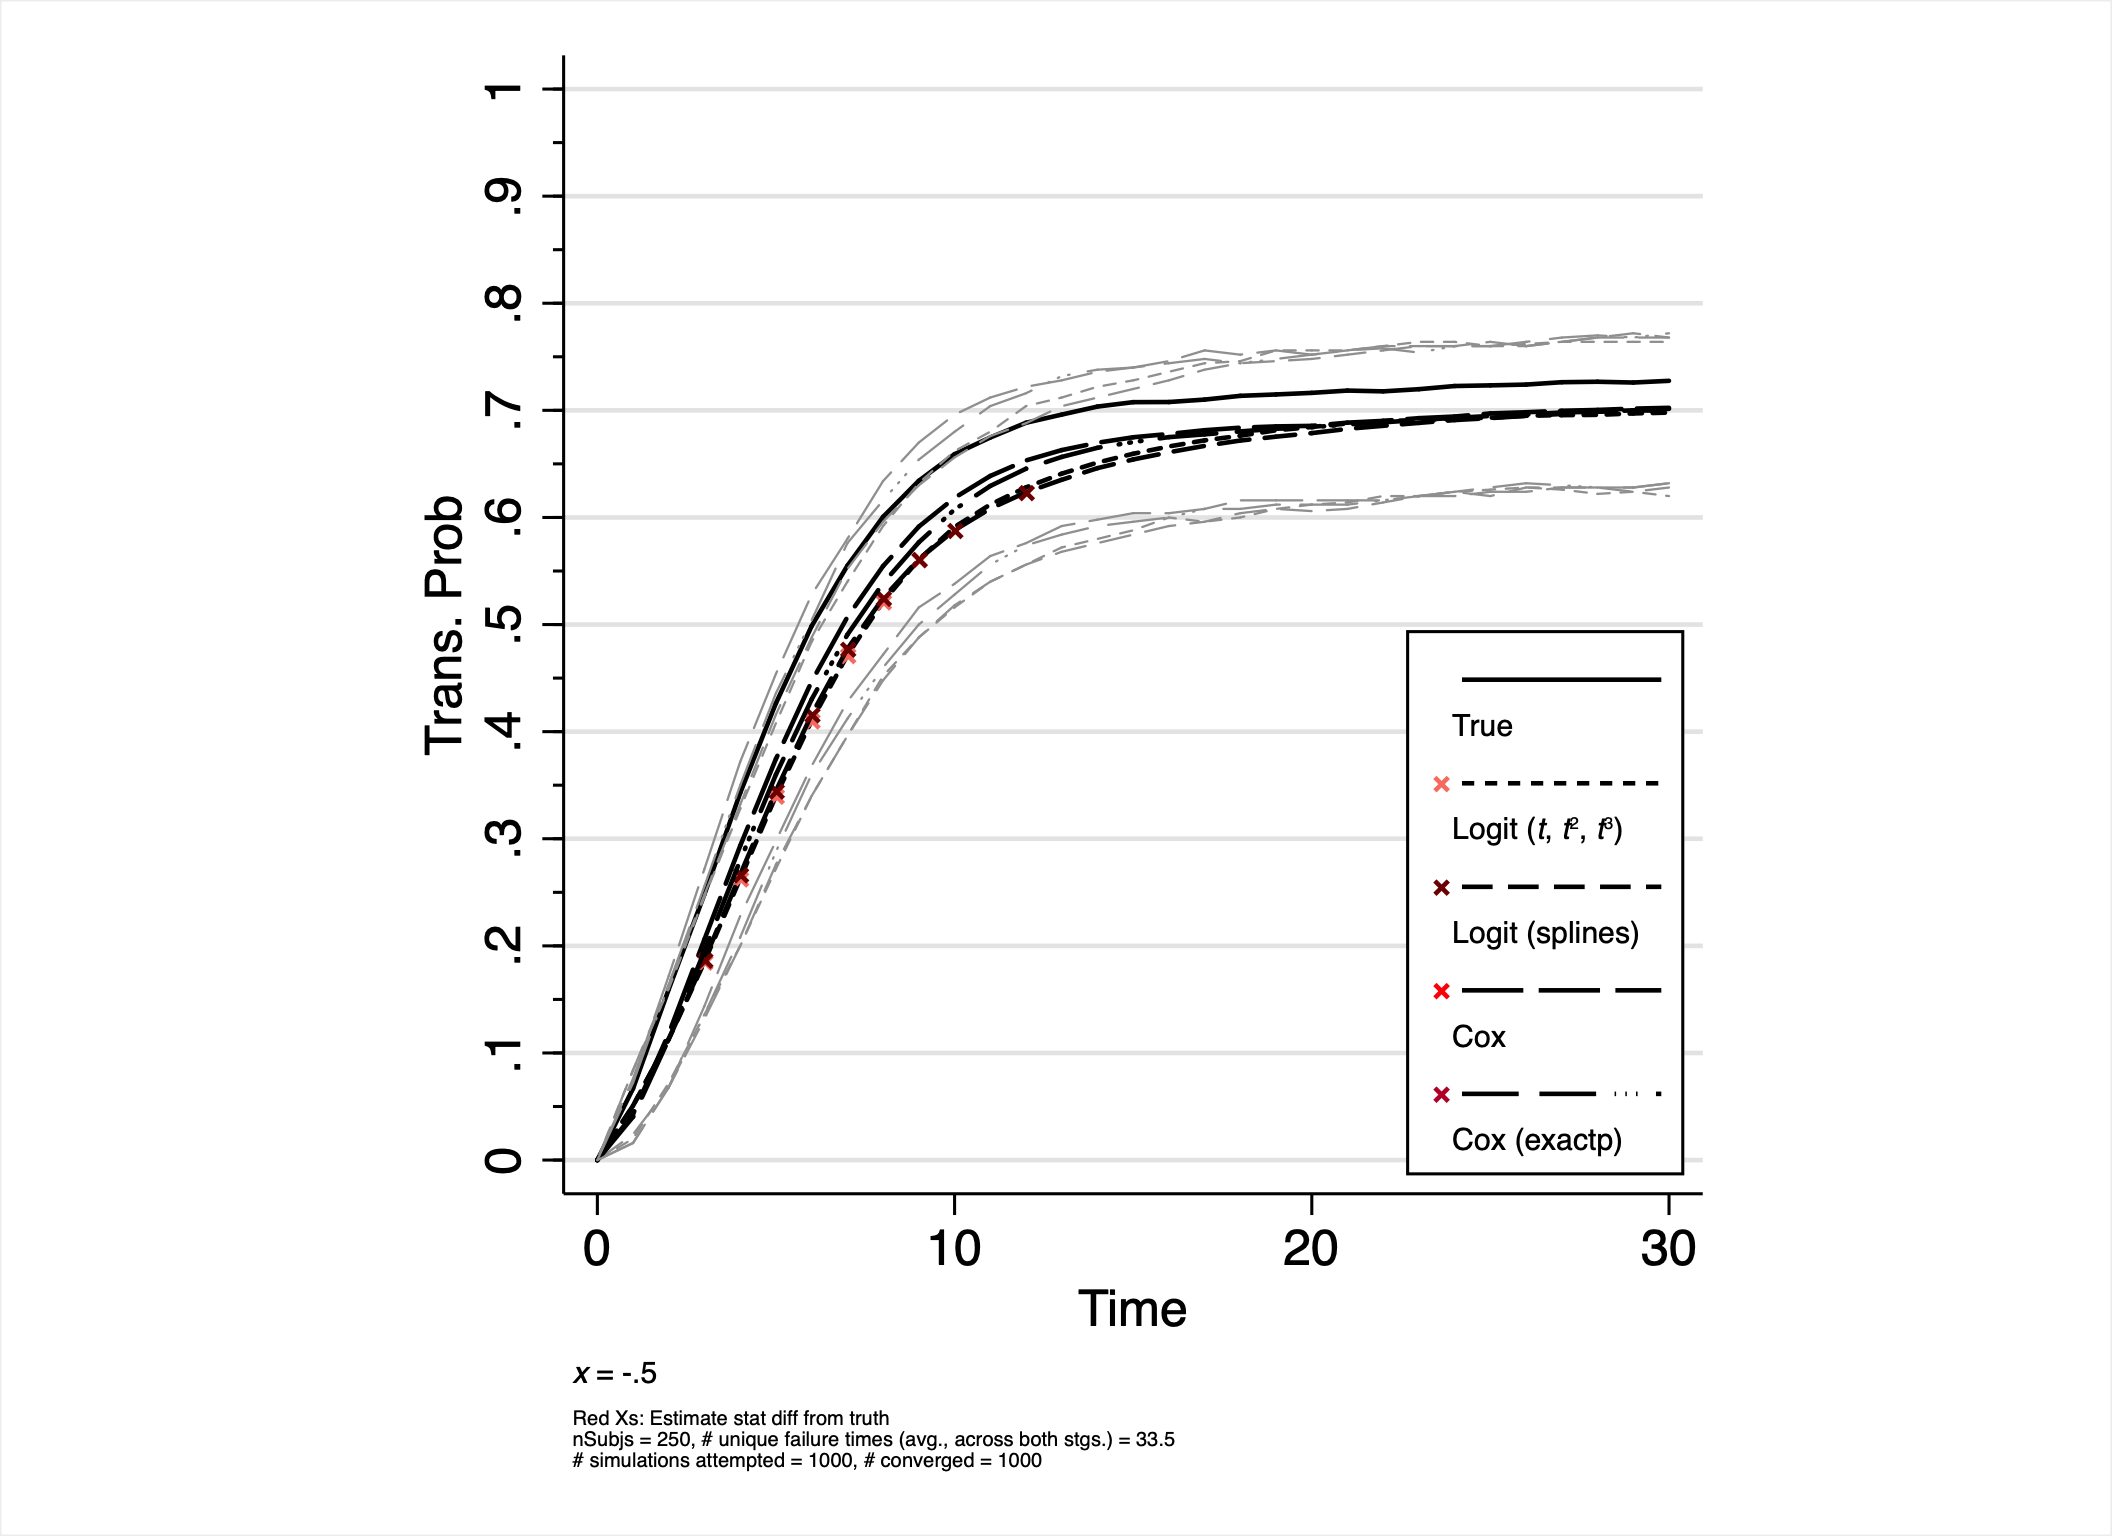 1
.9
.8
.7
.6
.5
.4
.3
.2
.1
0
Trans. Prob
True
Logit (t, t², t³)
Logit (splines)
Cox
Cox (exactp)
0 10 20 30
Time
x = -.5
Red Xs: Estimate stat diff from truth
nSubjs = 250, # unique failure times (avg., across both stgs.) = 33.5
# simulations attempted = 1000, # converged = 1000